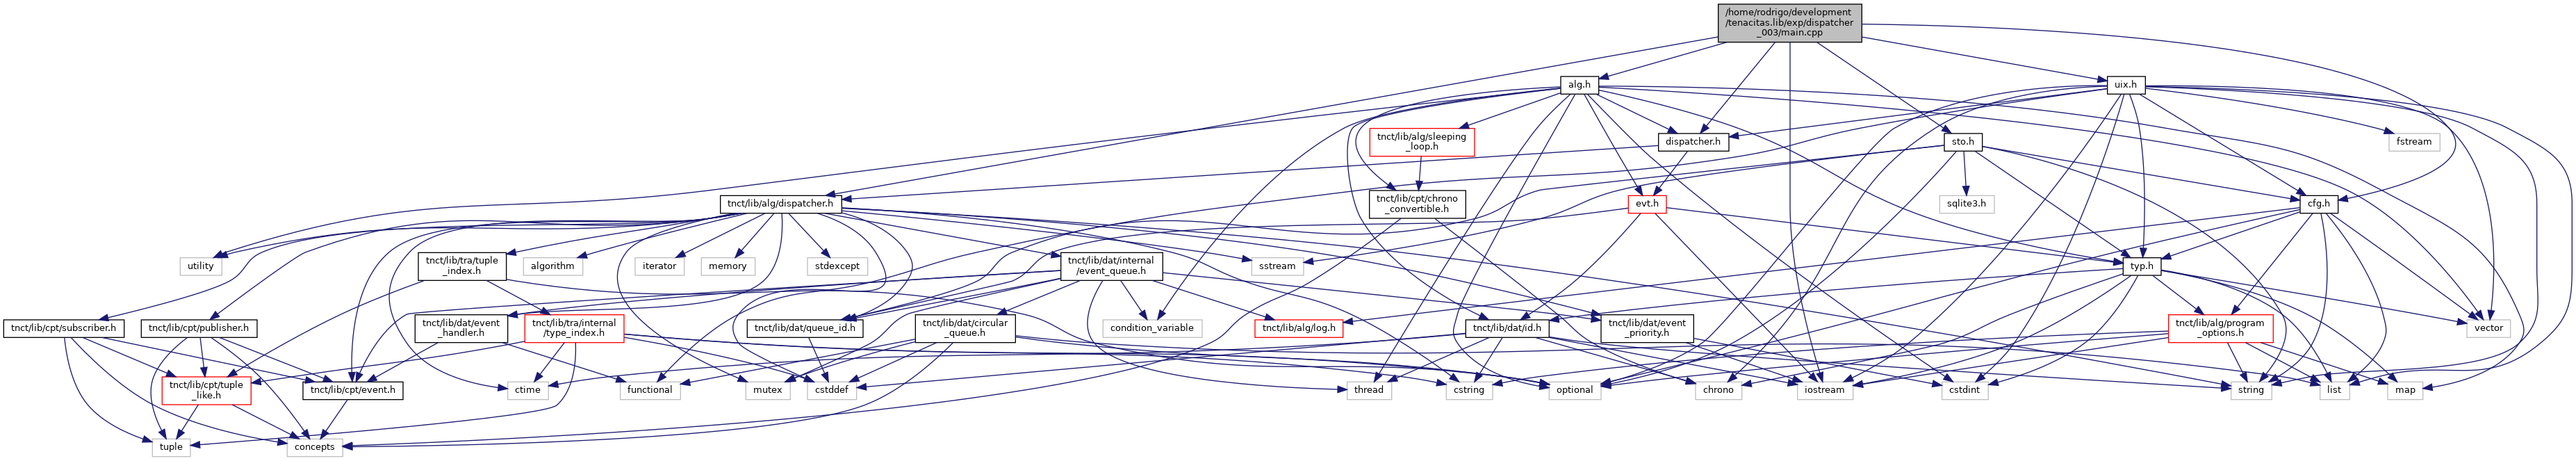 /home/rodrigo/development
/tenacitas.lib/exp/dispatcher
_003/main.cpp
alg.h
uix.h
tnct/lib/alg/sleeping
_loop.h
dispatcher.h
sto.h
fstream
tnct/lib/alg/dispatcher.h
tnct/lib/cpt/chrono
_convertible.h
evt.h
sqlite3.h
cfg.h
utility
tnct/lib/tra/tuple
_index.h
algorithm
iterator
memory
stdexcept
tnct/lib/dat/internal
/event_queue.h
sstream
typ.h
tnct/lib/cpt/subscriber.h
tnct/lib/cpt/publisher.h
tnct/lib/dat/event
_handler.h
tnct/lib/tra/internal
/type_index.h
tnct/lib/dat/queue_id.h
tnct/lib/dat/circular
_queue.h
condition_variable
tnct/lib/alg/log.h
tnct/lib/dat/id.h
tnct/lib/dat/event
_priority.h
tnct/lib/alg/program
_options.h
vector
tnct/lib/cpt/tuple
_like.h
tnct/lib/cpt/event.h
ctime
functional
mutex
cstddef
thread
cstring
optional
chrono
iostream
cstdint
string
list
map
tuple
concepts